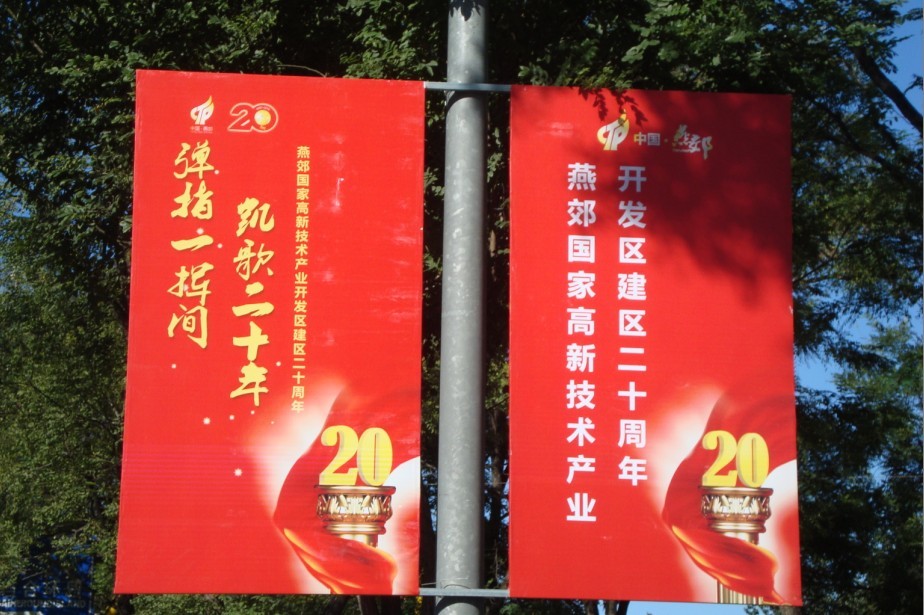 20
弹指一挥间
凯歌二十年
燕郊国家高新技术产业开发区建区二十周年
20
中国·燕郊
燕郊国家高新技术产业
开发区建区二十周年
20